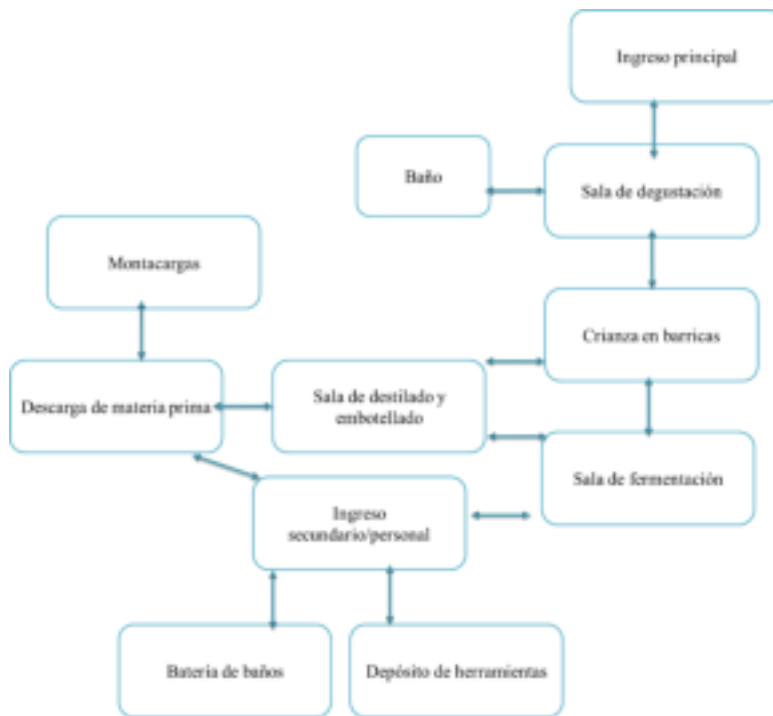 Ingreso principal
Baño
Sala de degustación
Montacargas
Crianza en barricas
Descarga de materia prima
Sala de destilado y
embotellado
Sala de fermentación
Ingreso
secundario/personal
Batería de baños
Depósito de herramientas